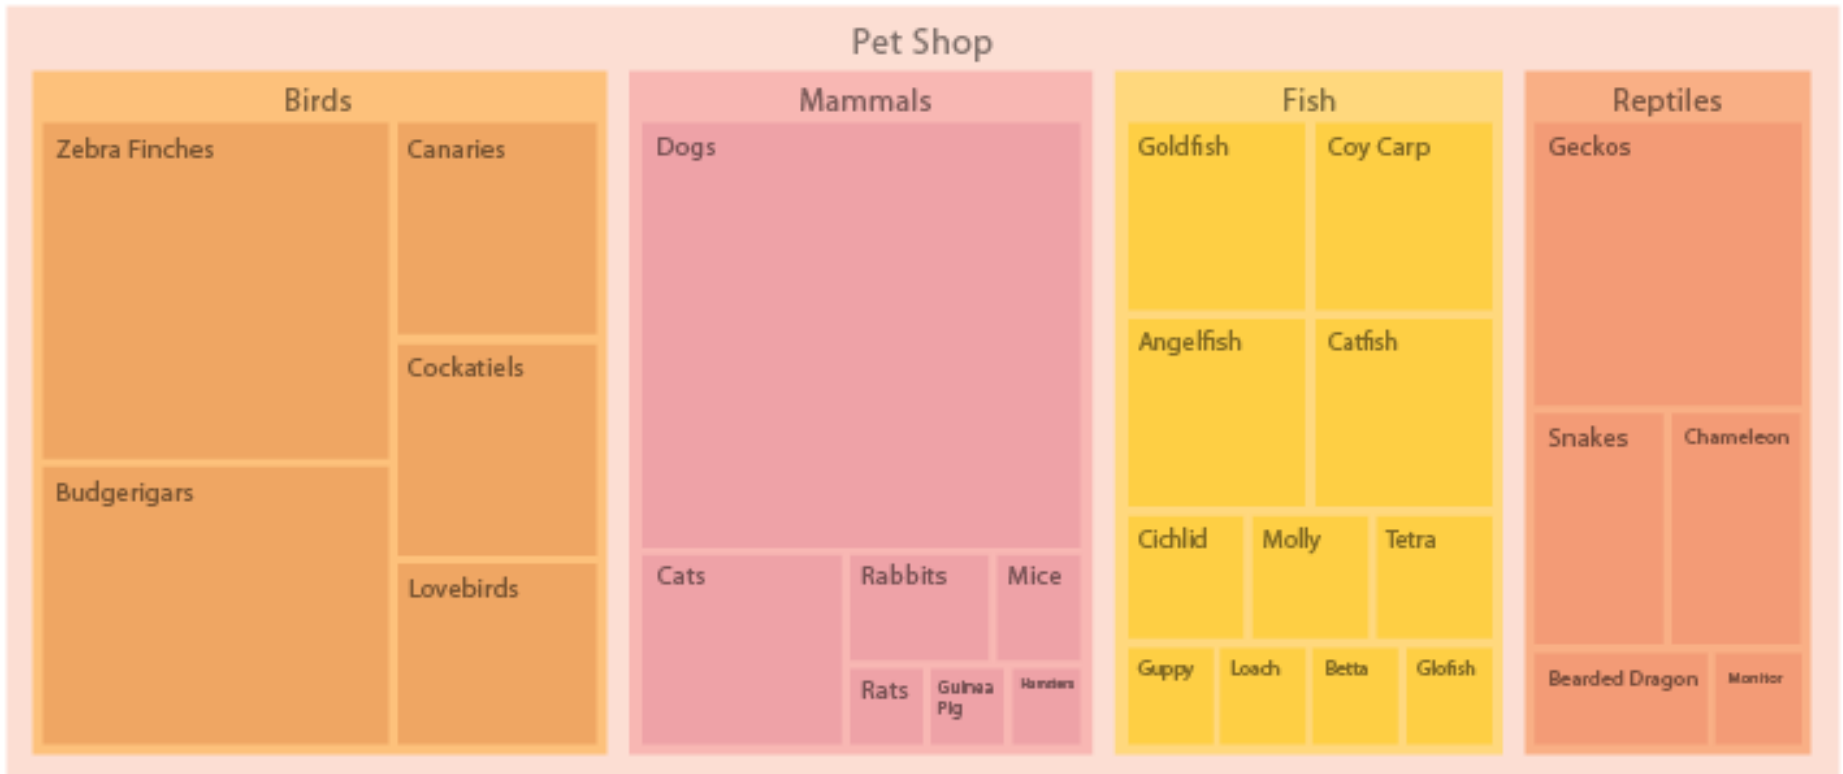 Pet Shop
Birds
Zebra Finches
Canaries
Cockatiels
Budgerigars
Lovebirds
Mammals
Dogs
Cats
Rabbits
Mice
Rats
Guinea
Pig
Hamsters
Fish
Goldfish
Coy Carp
Angelfish
Catfish
Cichlid
Molly
Tetra
Guppy
Loach
Betta
Glofish
Reptiles
Geckos
Snakes
Chameleon
Bearded Dragon
Monitor